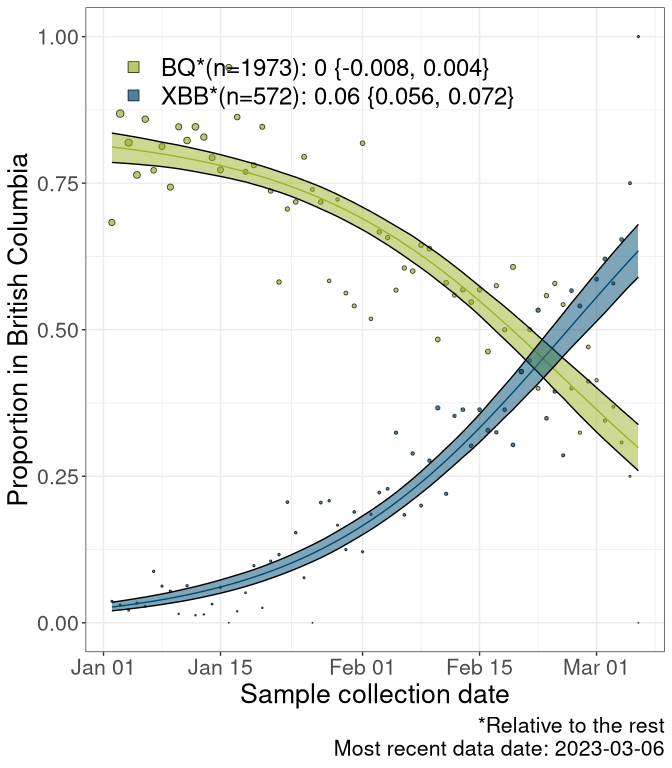 BQ*(n=1973): 0 {-0.008, 0.004}
XBB*(n=572): 0.06 {0.056, 0.072}
1.00
0.75
0.50
0.25
0.00
Proportion in British Columbia
Jan 01 Jan 15 Feb 01 Feb 15 Mar 01
Sample collection date
*Relative to the rest
Most recent data date: 2023-03-06